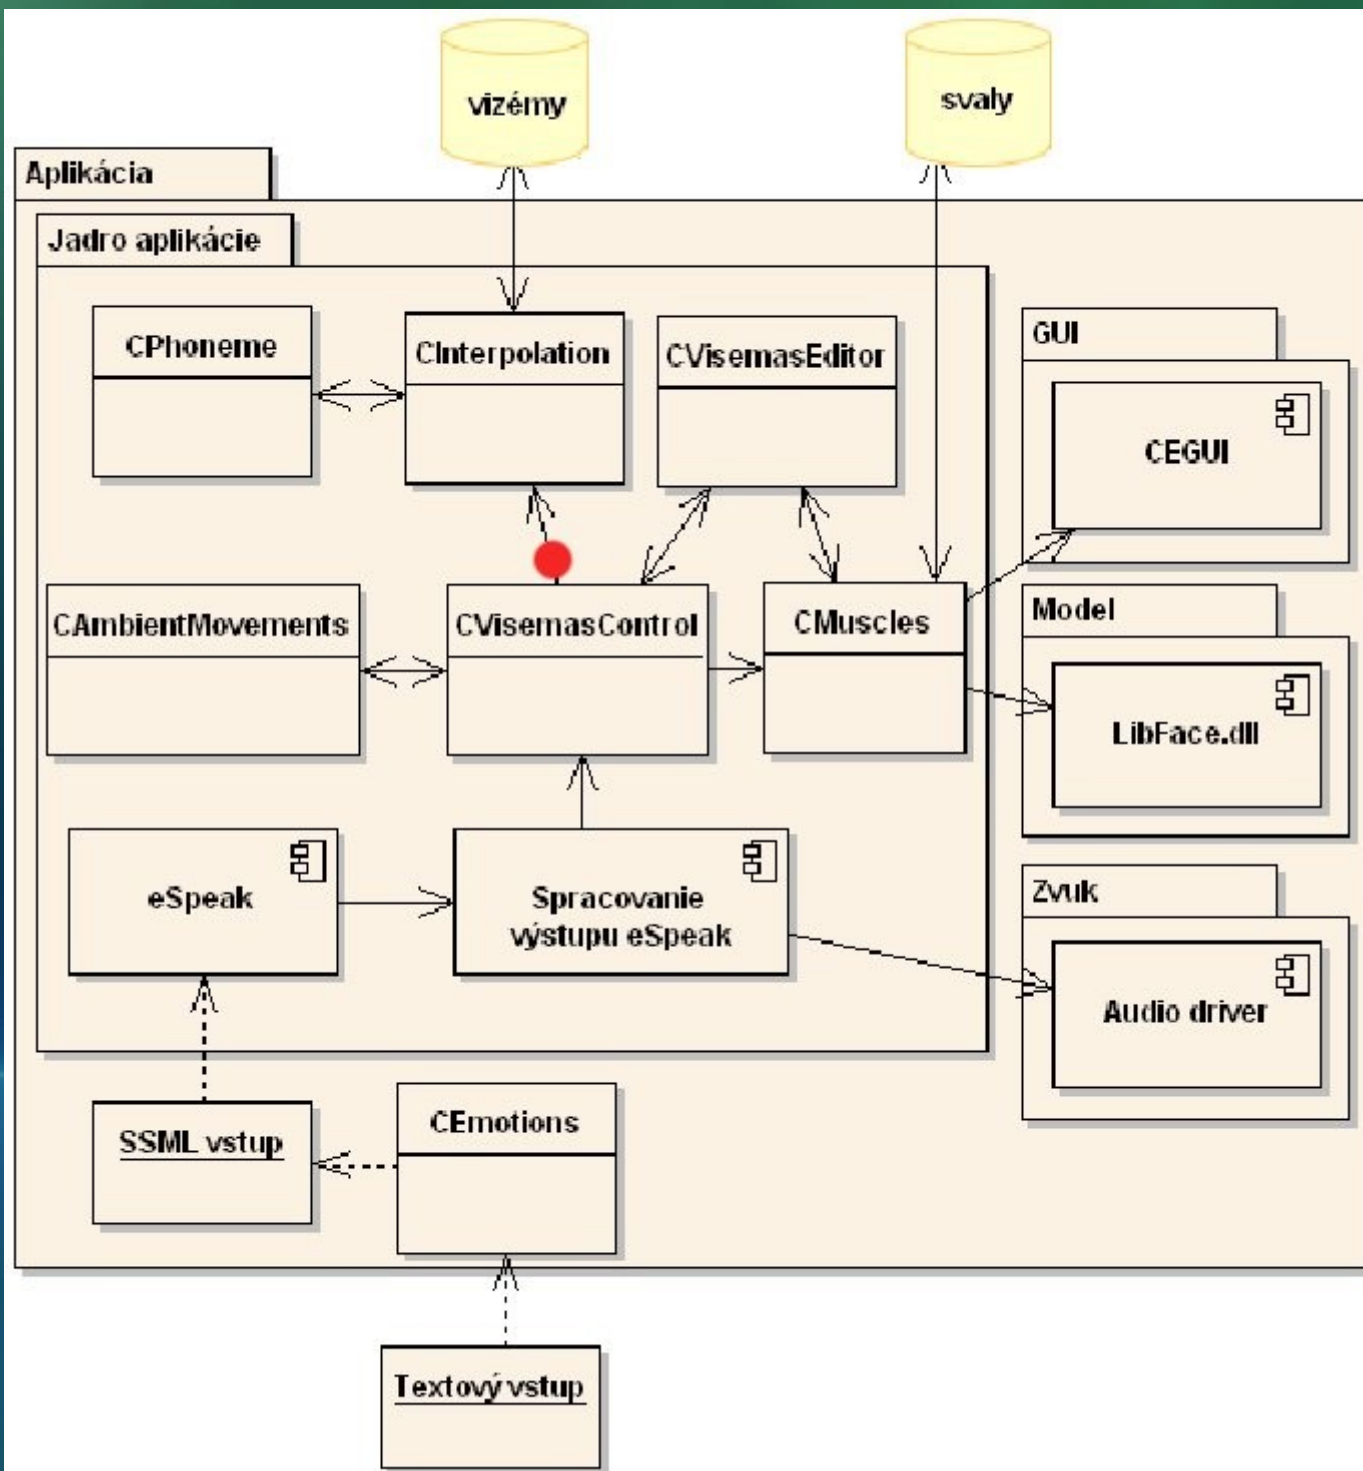 vizémy
svaly
Aplikácia
Jadro aplikácie
CPhoneme
CInterpolation
CVisemasEditor
GUI
CEGUI
CAmbientMovements
CVisemasControl
CMuscles
Model
LibFace.dll
eSpeak
Spracovanie
výstupu eSpeak
Zvuk
Audio driver
SSML vstup
CEmotions
Textový vstup